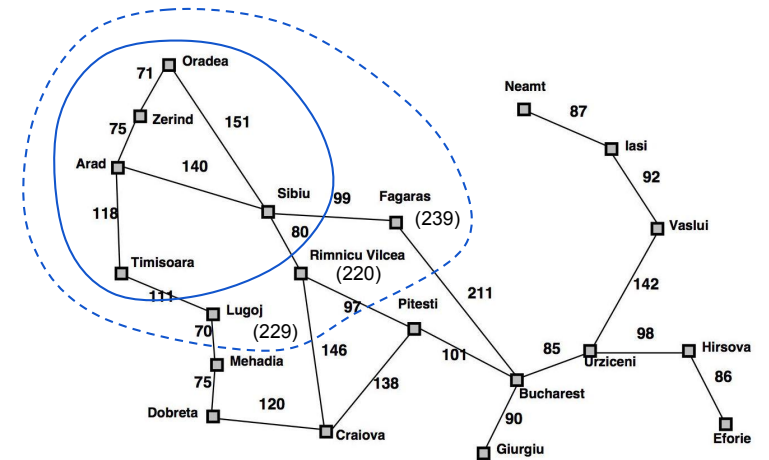 Oradea
71
Neamt
87
Zerind
75
151
Iasi
Arad
140
92
Sibiu
99
Fagaras
(239)
118
80
Vaslui
Timisoara
Rimnicu Vilcea
(220)
111
142
211
Lugoj
97
Pitesti
70
(229)
146
101
85
98
Hirsova
Urziceni
Mehadia
75
138
86
Bucharest
120
90
Dobreta
Craiova
Eforie
Giurgiu